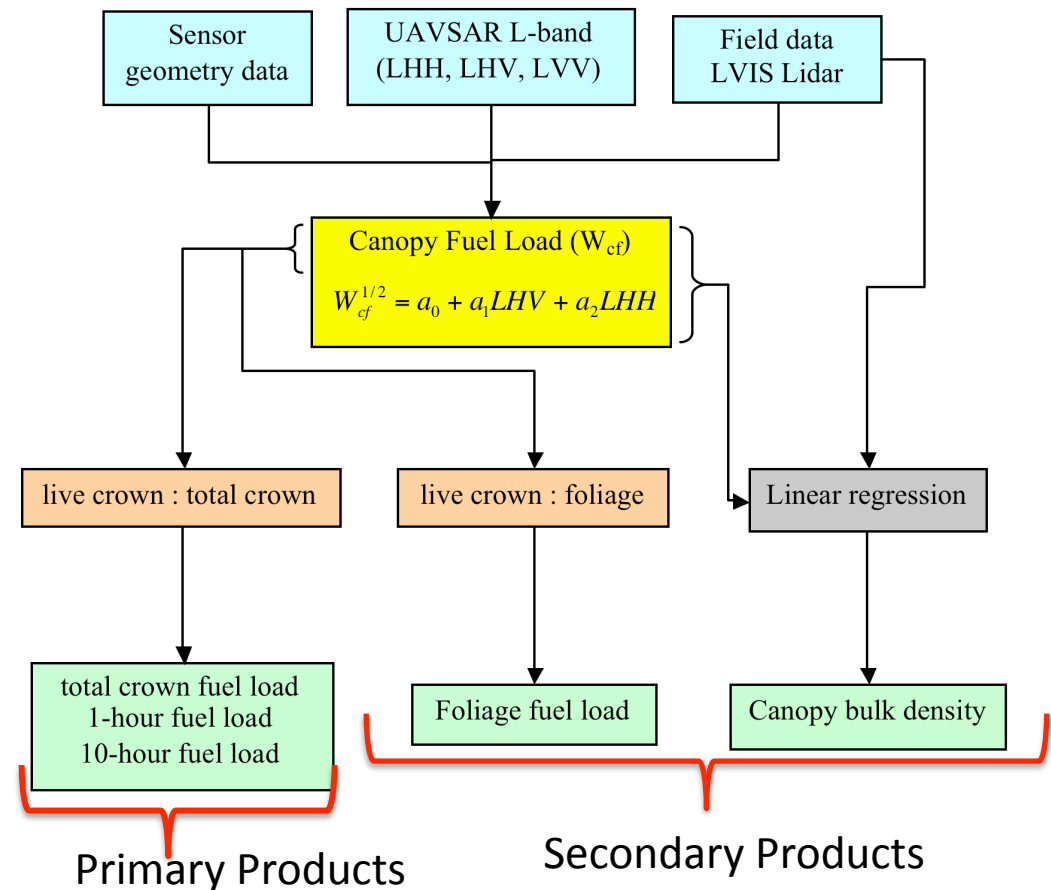 Sensor
geometry data
UAVSAR L-band
(LHH, LHV, LVV)
Field data
LVIS Lidar
Canopy Fuel Load (W_cf)
W_cf^{1/2} = a_0 + a_1LHV + a_2LHH
live crown : total crown
live crown : foliage
Linear regression
total crown fuel load
1-hour fuel load
10-hour fuel load
Foliage fuel load
Canopy bulk density
Primary Products
Secondary Products